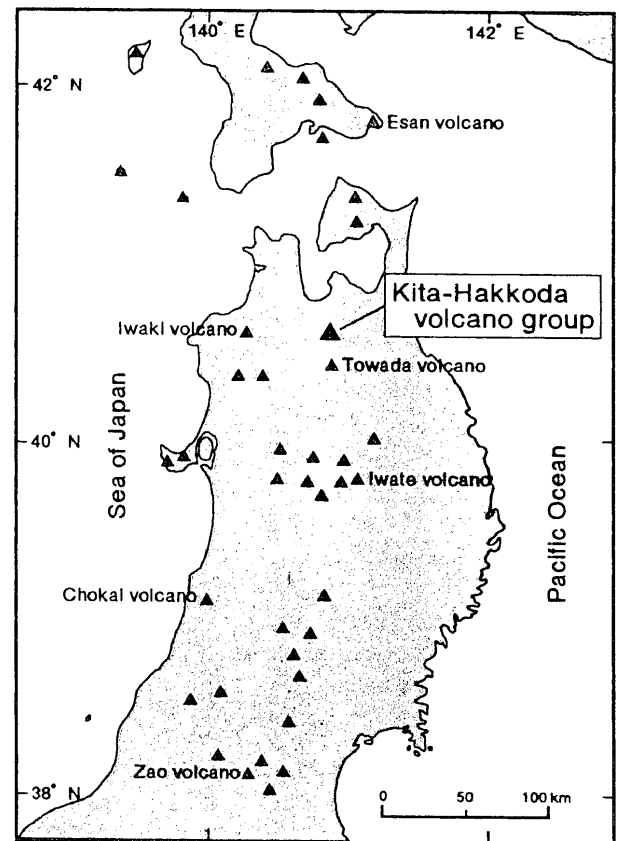 140° E
142° E
42° N
Esan volcano
Kita-Hakkoda
volcano group
Iwaki volcano
Towada volcano
40° N
Sea of Japan
Iwate volcano
Pacific Ocean
Chokai volcano
Zao volcano
38° N
0 50 100 km